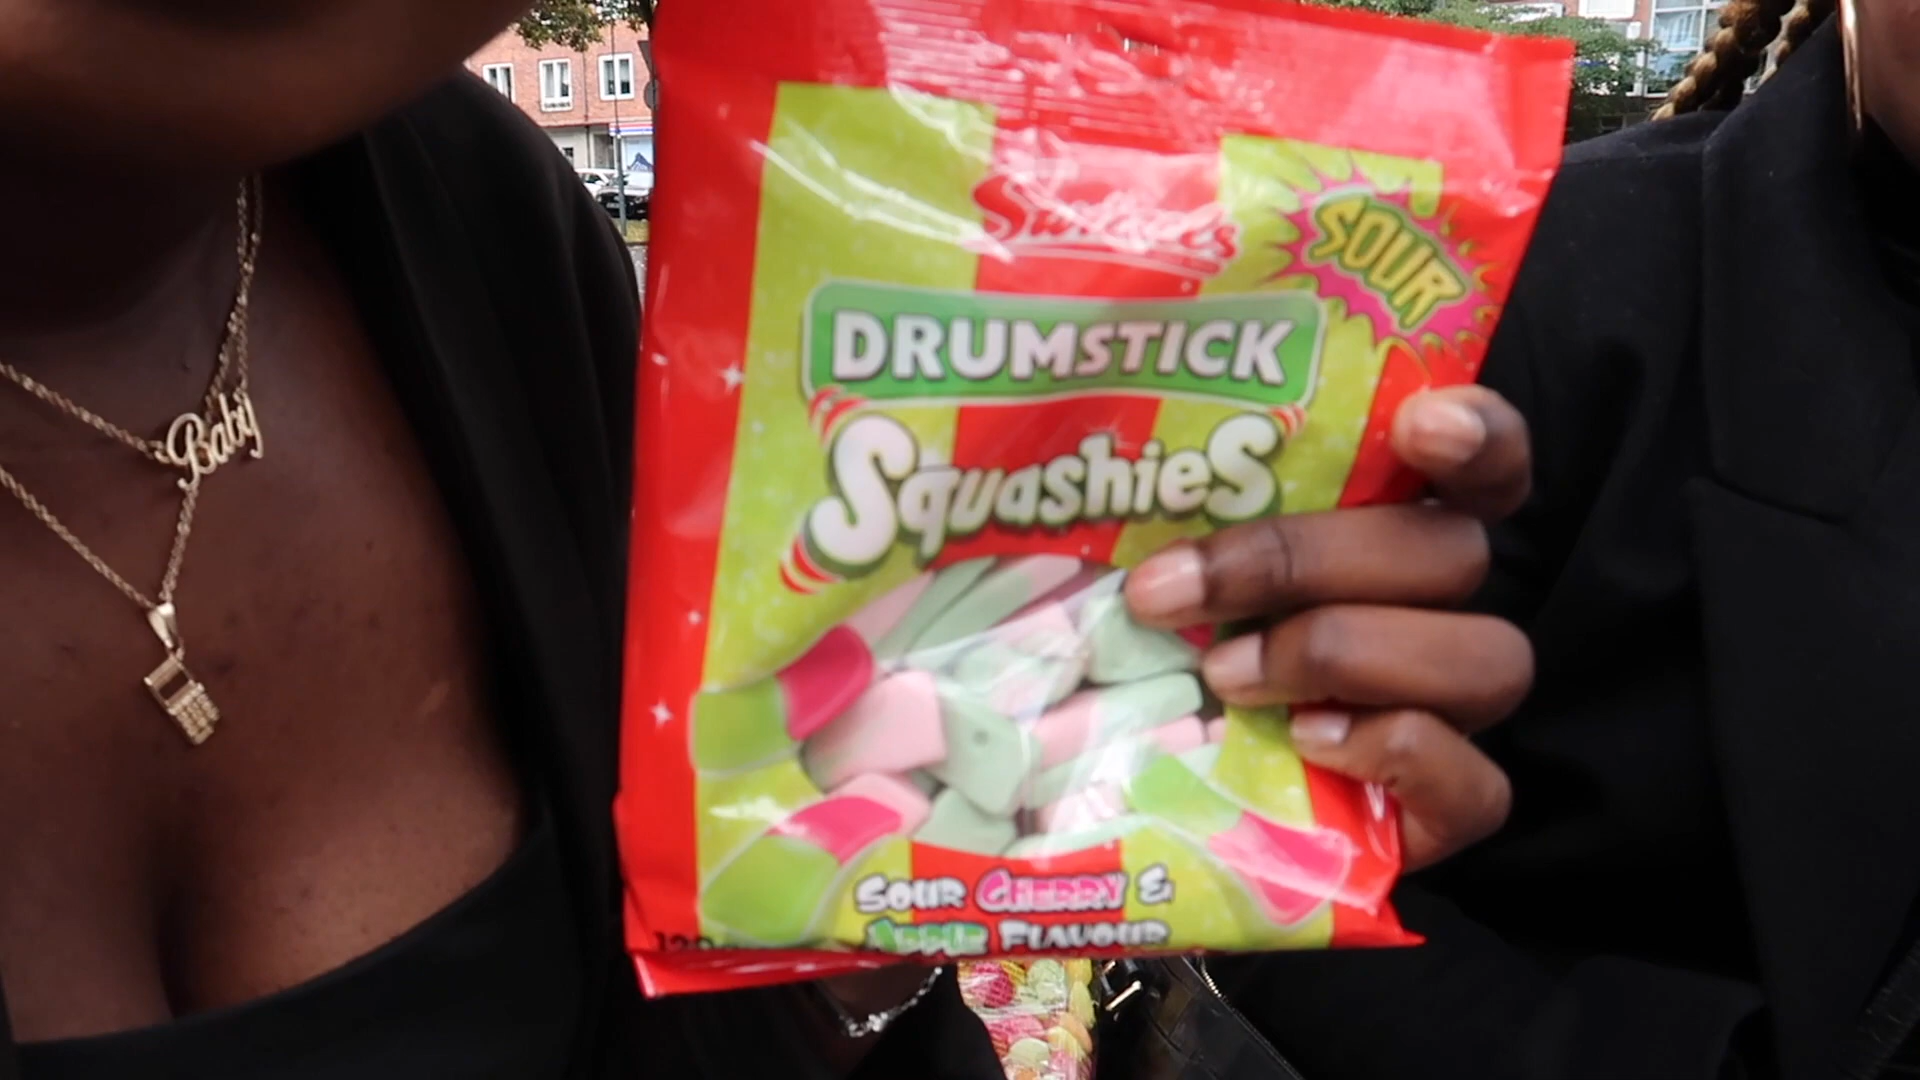 Swizzels
SOUR
DRUMSTICK
Squashies
SOUR CHERRY &
APPLE FLAVOUR
Baby